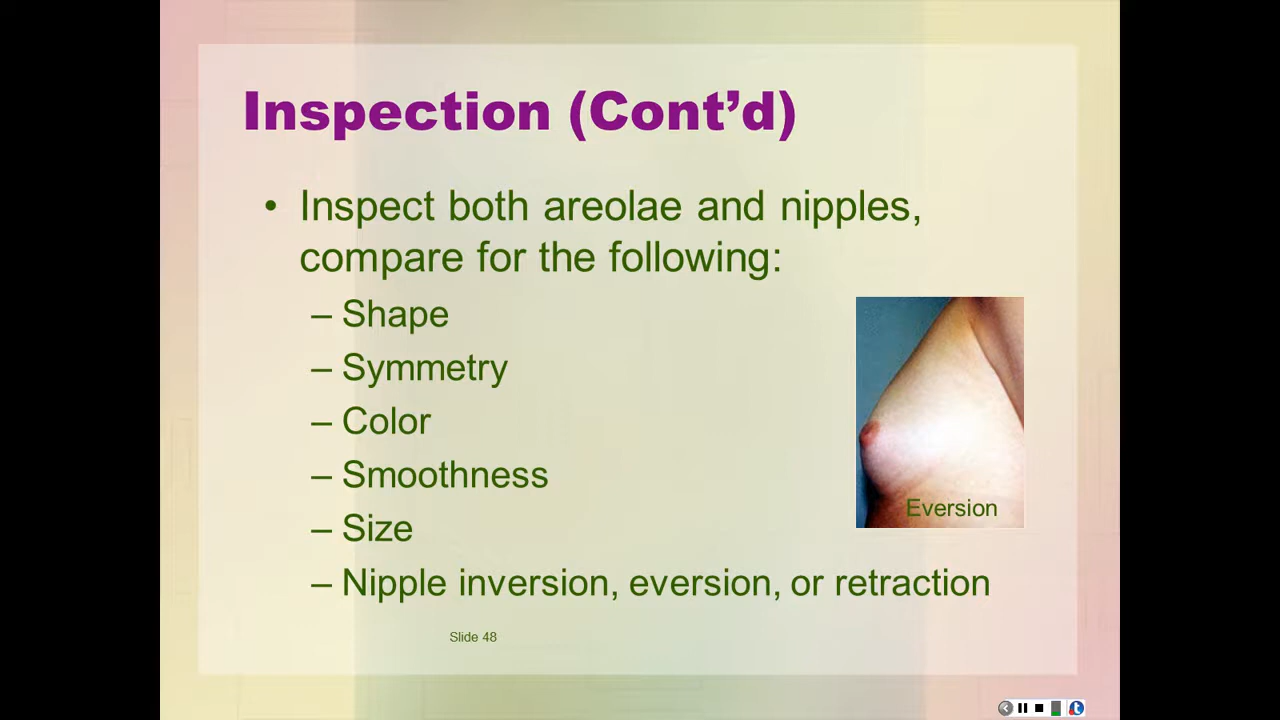 Inspection (Cont’d)
• Inspect both areolae and nipples,
compare for the following:
– Shape
– Symmetry
– Color
– Smoothness
– Size
– Nipple inversion, eversion, or retraction
Eversion
Slide 48